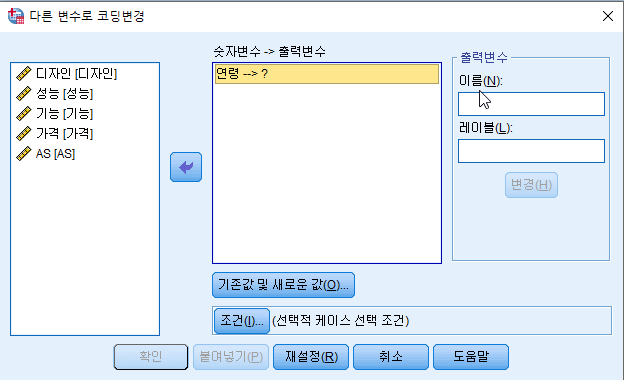 다른 변수로 코딩변경
숫자변수 -> 출력변수
디자인 [디자인]
성능 [성능]
기능 [기능]
가격 [가격]
AS [AS]
연령 --> ?
출력변수
이름(N):
레이블(L):
변경(H)
기존값 및 새로운 값(O)...
조건(I)... (선택적 케이스 선택 조건)
확인 붙여넣기(P) 재설정(R) 취소 도움말